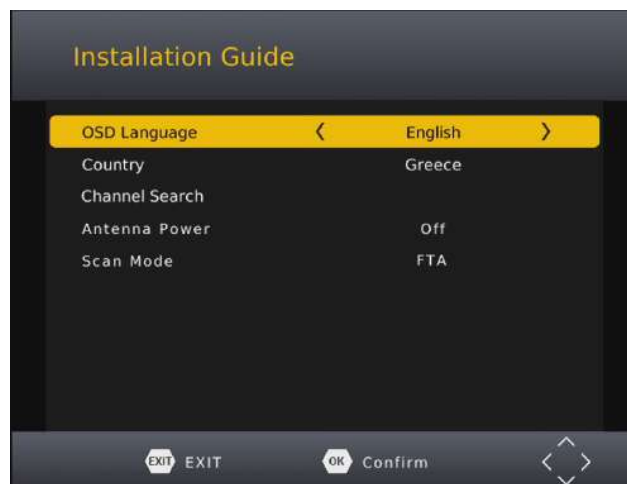 Installation Guide
OSD Language English
Country Greece
Channel Search
Antenna Power Off
Scan Mode FTA
EXIT EXIT OK Confirm